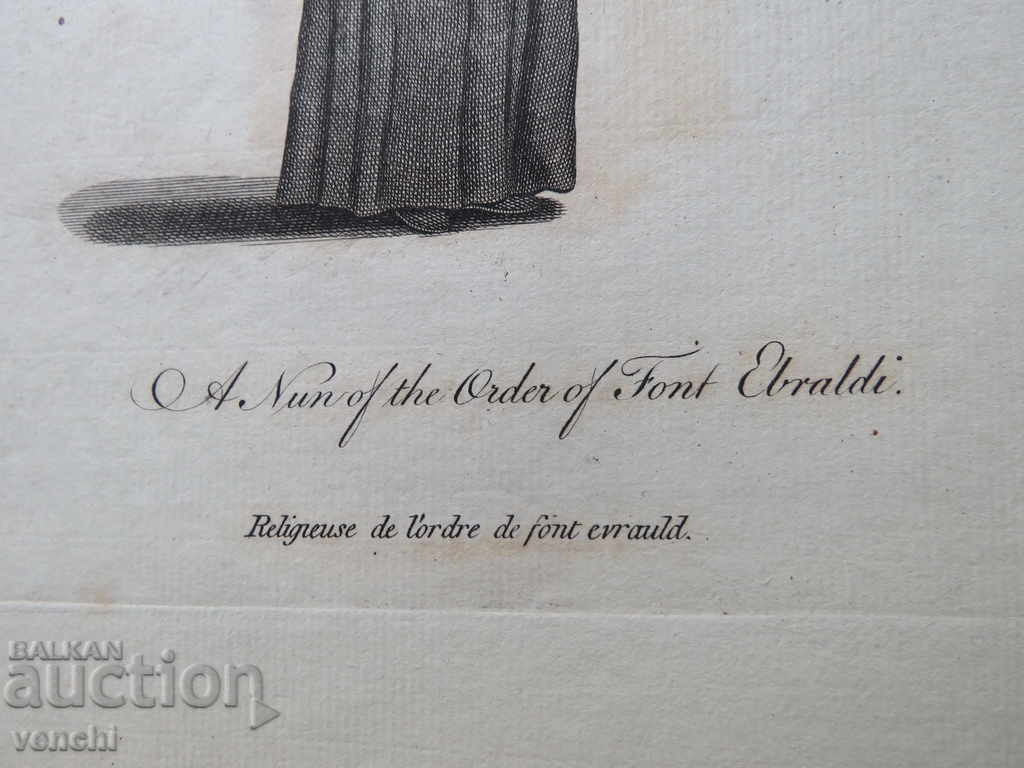 A Nun of the Order of Font Ebraldi.
Religieuse de l'ordre de font evrauld.
BALKAN
auction
vonchi